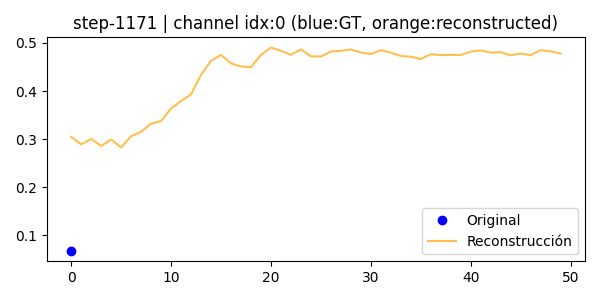 step-1171 | channel idx:0 (blue:GT, orange:reconstructed)
0.5
0.4
0.3
0.2
0.1
Original
Reconstrucción
0 10 20 30 40 50